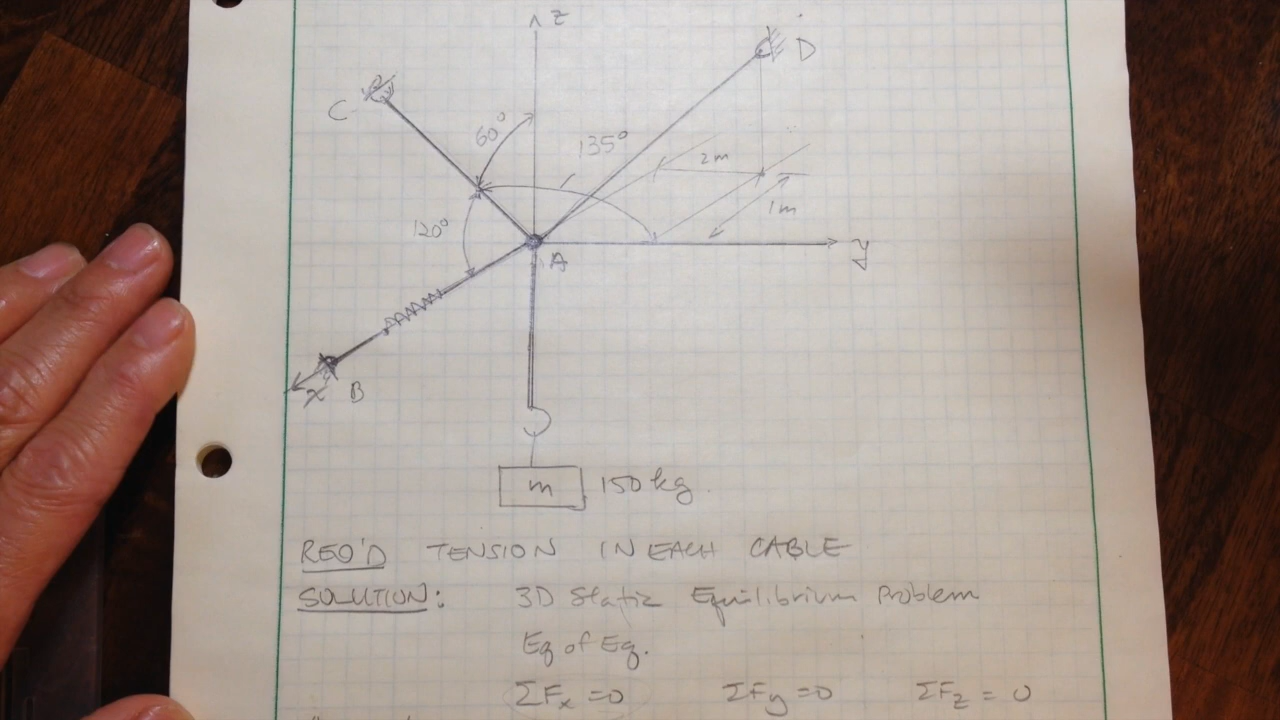 z
D
C
60°
135°
2m
1m
120°
A
y
x B
m 150 kg.
REQ'D TENSION IN EACH CABLE
SOLUTION: 3D Static Equilibrium Problem
Eq of Eq.
ΣFx = 0 ΣFy = 0 ΣFz = 0